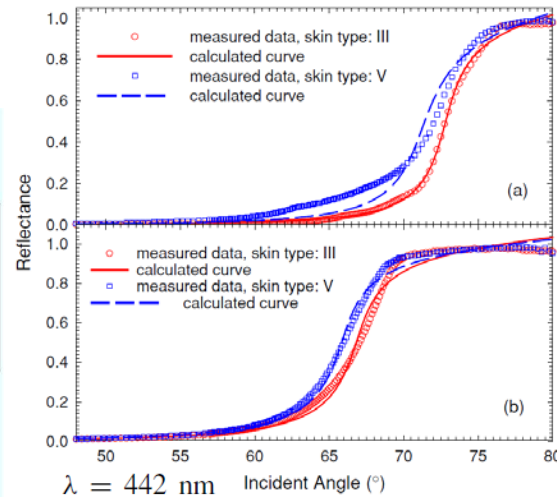 1.0
0.8
0.6
0.4
0.2
0.0
measured data, skin type: III
calculated curve
measured data, skin type: V
calculated curve
(a)
Reflectance
1.0
0.8
0.6
0.4
0.2
0.0
measured data, skin type: III
calculated curve
measured data, skin type: V
calculated curve
(b)
50 55 60 65 70 75 80
λ = 442 nm Incident Angle (°)